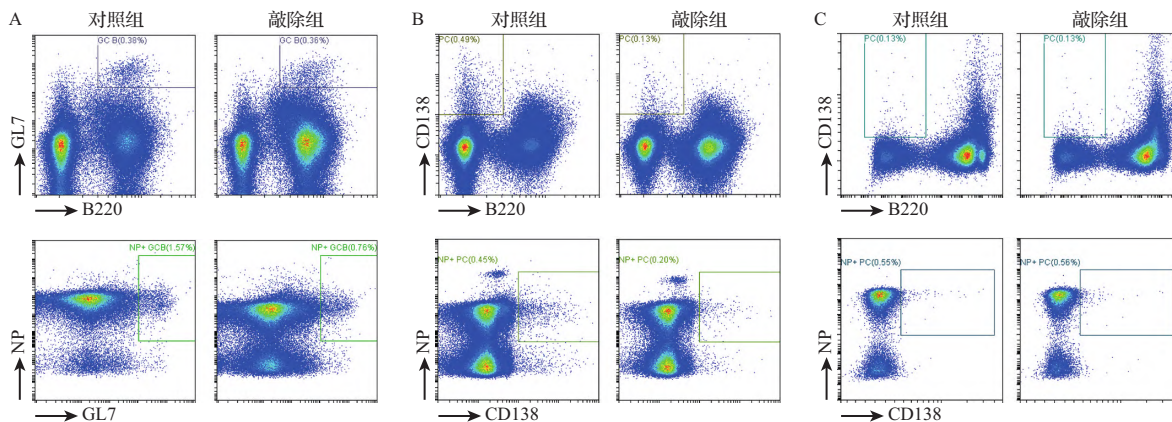 A 对照组 敲除组 B 对照组 敲除组 C 对照组 敲除组
GC B(0.38%) GC B(0.36%) PC(0.49%) PC(0.13%) PC(0.13%) PC(0.13%)
GL7 CD138 CD138
B220 B220 B220
NP+ GCB(1.57%) NP+ GCB(0.76%) NP+ PC(0.45%) NP+ PC(0.20%) NP+ PC(0.55%) NP+ PC(0.56%)
NP NP NP
GL7 CD138 CD138